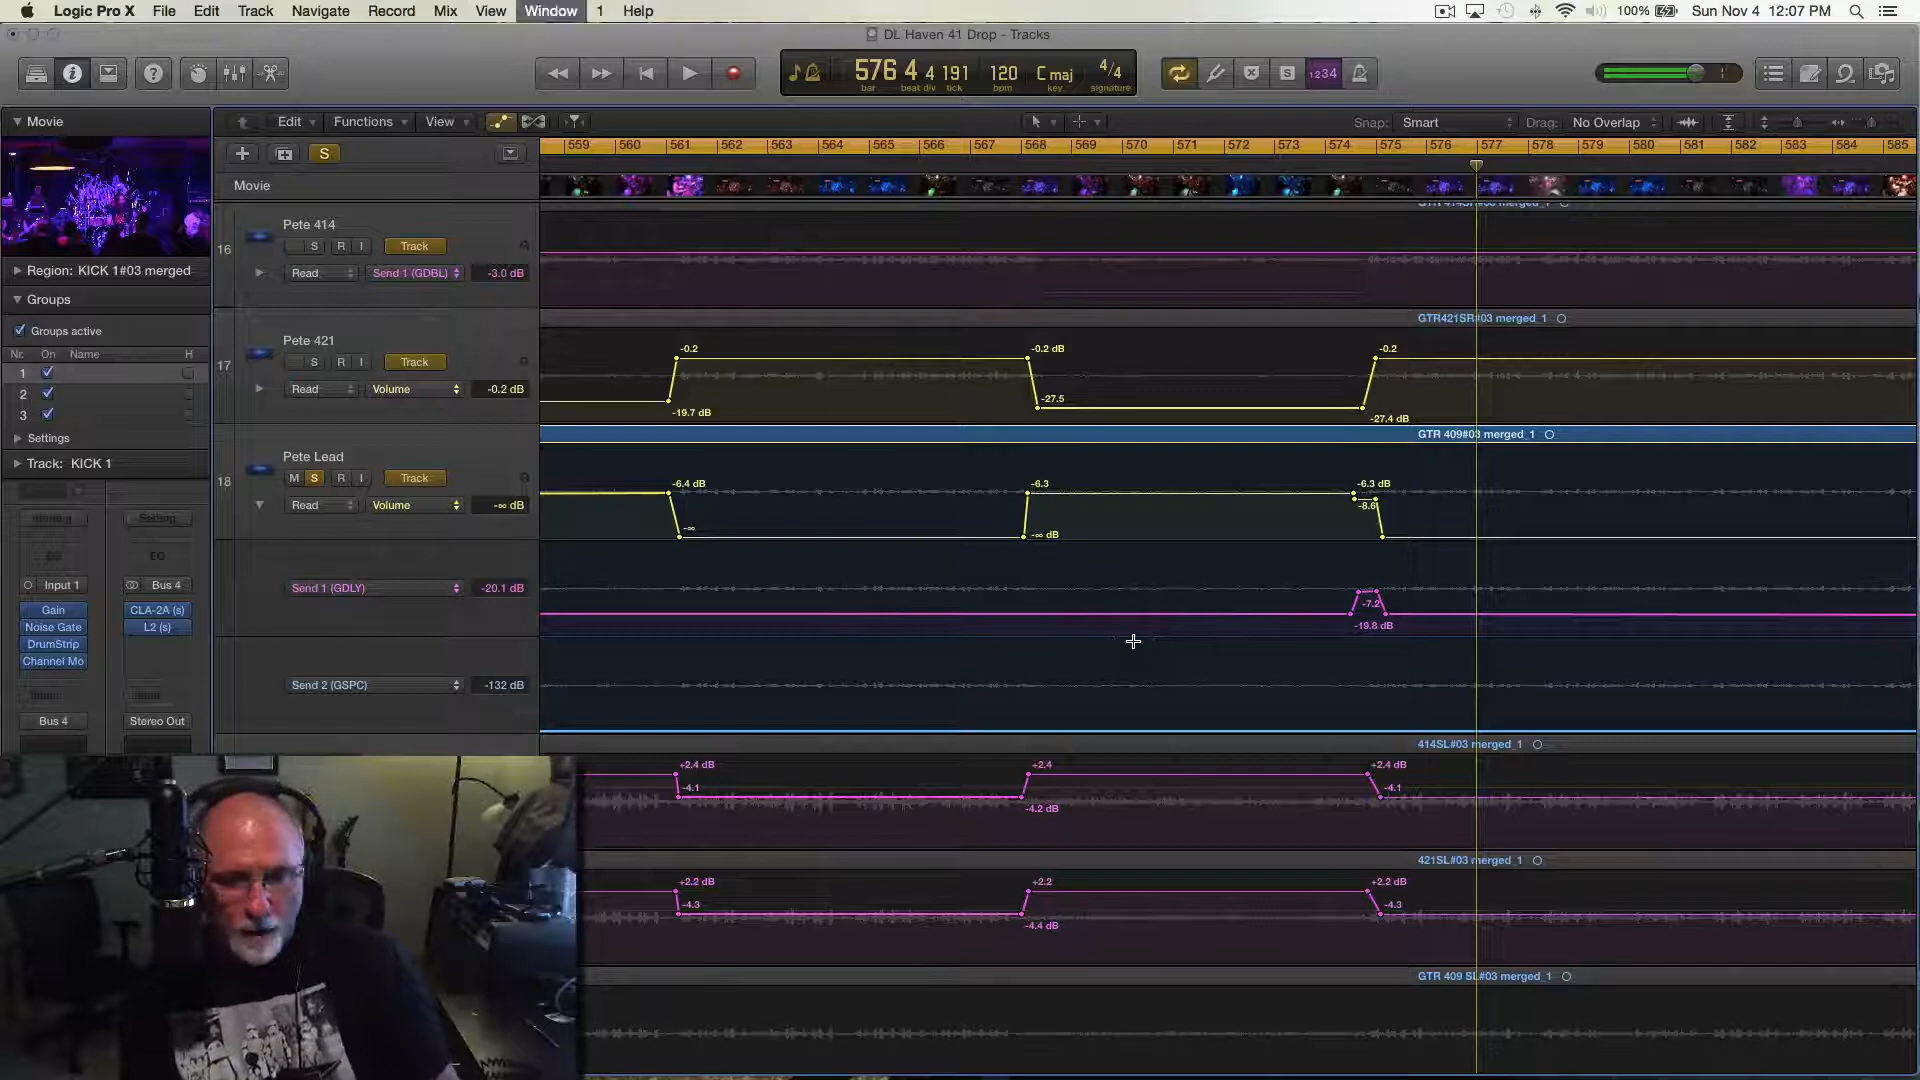 Logic Pro X File Edit Track Navigate Record Mix View Window 1 Help 100% Sun Nov 4 12:07 PM
DL Haven 41 Drop - Tracks
576 4 4 191 120 C maj 4/4
bar beat div tick bpm key signature
1234
Movie
Edit Functions View Snap: Smart Drag: No Overlap
559 560 561 562 563 564 565 566 567 568 569 570 571 572 573 574 575 576 577 578 579 580 581 582 583 584 585
S
Movie
16
Pete 414
S R I Track
Read Send 1 (GDBL) -3.0 dB
Region: KICK 1#03 merged
Groups
Groups active
Nr. On Name H
1
2
3
Settings
Track: KICK 1
GTR421SR#03 merged_1
17
Pete 421
S R I Track
Read Volume -0.2 dB
-0.2
-0.2 dB
-0.2
-19.7 dB
-27.5
-27.4 dB
GTR 409#03 merged_1
18
Pete Lead
M S R I Track
Read Volume -∞ dB
-6.4 dB
-6.3
-6.3 dB
-8.6
-∞
-∞ dB
Send 1 (GDLY) -20.1 dB
-7.2
-19.8 dB
Send 2 (GSPC) -132 dB
Setting
EQ
EQ
Input 1
Bus 4
Gain
CLA-2A (s)
Noise Gate
L2 (s)
DrumStrip
Channel Mo
Bus 4
Stereo Out
414SL#03 merged_1
+2.4 dB
+2.4
+2.4 dB
-4.1
-4.2 dB
-4.1
421SL#03 merged_1
+2.2 dB
+2.2
+2.2 dB
-4.3
-4.4 dB
-4.3
GTR 409 SL#03 merged_1